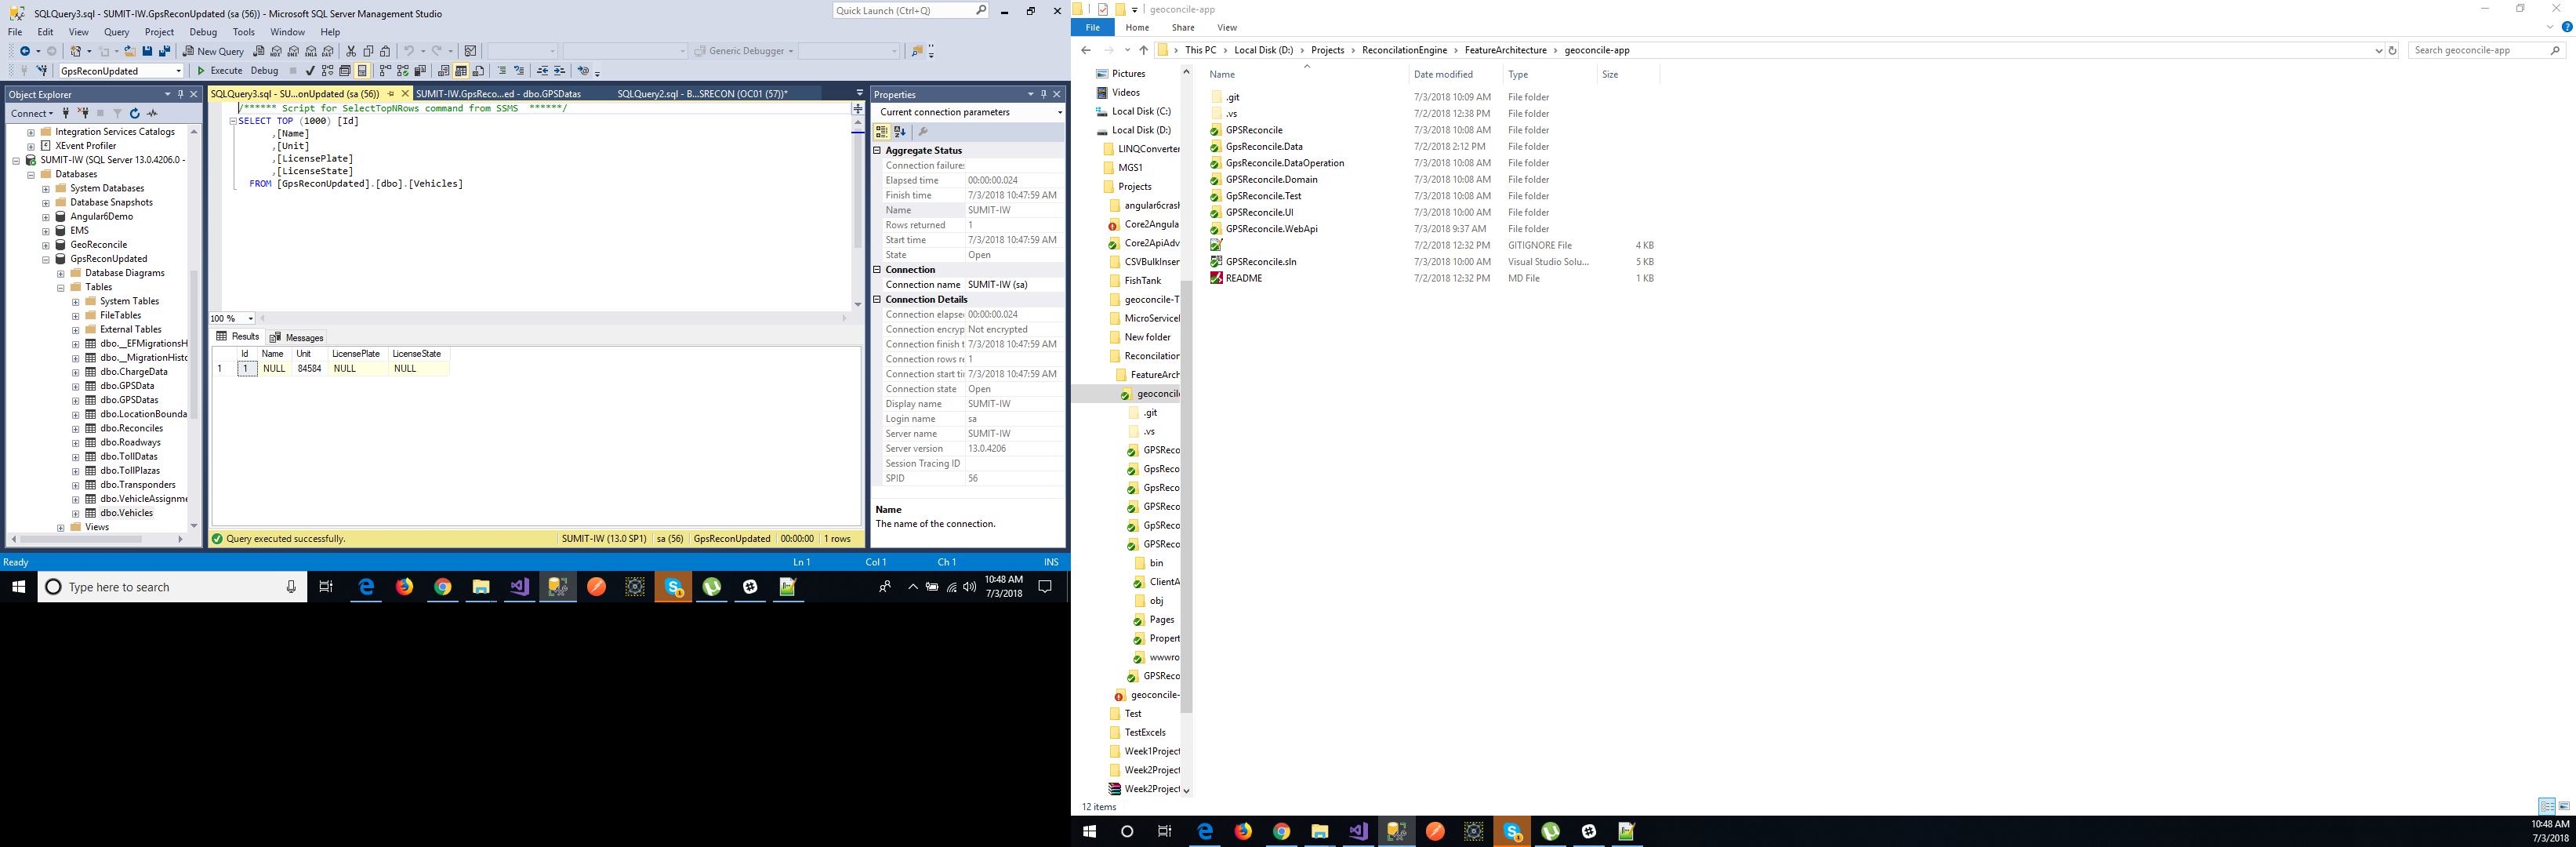 SQLQuery3.sql - SUMIT-IW.GpsReconUpdated (sa (56)) - Microsoft SQL Server Management Studio
Quick Launch (Ctrl+Q)
File Edit View Query Project Debug Tools Window Help
New Query
Generic Debugger
GpsReconUpdated
Execute Debug
Object Explorer
Connect
Integration Services Catalogs
XEvent Profiler
SUMIT-IW (SQL Server 13.0.4206.0 -
Databases
System Databases
Database Snapshots
Angular6Demo
EMS
GeoReconcile
GpsReconUpdated
Database Diagrams
Tables
System Tables
FileTables
External Tables
dbo.__EFMigrationsH
dbo.__MigrationHistc
dbo.ChargeData
dbo.GPSData
dbo.GPSDatas
dbo.LocationBounda
dbo.Reconciles
dbo.Roadways
dbo.TollDatas
dbo.TollPlazas
dbo.Transponders
dbo.VehicleAssignme
dbo.Vehicles
Views
SQLQuery3.sql - SU...onUpdated (sa (56))
SUMIT-IW.GpsReco...ed - dbo.GPSDatas
SQLQuery2.sql - B...SRECON (OC01 (57))*
/****** Script for SelectTopNRows command from SSMS  ******/
SELECT TOP (1000) [Id]
,[Name]
,[Unit]
,[LicensePlate]
,[LicenseState]
FROM [GpsReconUpdated].[dbo].[Vehicles]
100 %
Results Messages
Id Name Unit LicensePlate LicenseState
1 1 NULL 84584 NULL NULL
Query executed successfully.
SUMIT-IW (13.0 SP1) sa (56) GpsReconUpdated 00:00:00 1 rows
Properties
Current connection parameters
Aggregate Status
Connection failures
Elapsed time 00:00:00.024
Finish time 7/3/2018 10:47:59 AM
Name SUMIT-IW
Rows returned 1
Start time 7/3/2018 10:47:59 AM
State Open
Connection
Connection name SUMIT-IW (sa)
Connection Details
Connection elapse 00:00:00.024
Connection encryp Not encrypted
Connection finish t 7/3/2018 10:47:59 AM
Connection rows re 1
Connection start ti 7/3/2018 10:47:59 AM
Connection state Open
Display name SUMIT-IW
Login name sa
Server name SUMIT-IW
Server version 13.0.4206
Session Tracing ID
SPID 56
Name
The name of the connection.
Ready
Ln 1 Col 1 Ch 1 INS
Type here to search
10:48 AM
7/3/2018
geoconcile-app
File Home Share View
This PC > Local Disk (D:) > Projects > ReconcilationEngine > FeatureArchitecture > geoconcile-app
Search geoconcile-app
Pictures
Videos
Local Disk (C:)
Local Disk (D:)
LINQConverter
MGS1
Projects
angular6crash
Core2Angula
Core2ApiAdv
CSVBulkInser
FishTank
geoconcile-T
MicroServicel
New folder
Reconcilation
FeatureArch
geoconcile
.git
.vs
GPSReco
GpsReco
GpsReco
GPSReco
GpSReco
GPSReco
bin
ClientA
obj
Pages
Propert
wwwro
GPSReco
geoconcile-
Test
TestExcels
Week1Project
Week2Project
Week2Project
Name Date modified Type Size
.git 7/3/2018 10:09 AM File folder
.vs 7/2/2018 12:38 PM File folder
GPSReconcile 7/3/2018 10:08 AM File folder
GpsReconcile.Data 7/2/2018 2:12 PM File folder
GpsReconcile.DataOperation 7/3/2018 10:08 AM File folder
GPSReconcile.Domain 7/3/2018 10:08 AM File folder
GpSReconcile.Test 7/3/2018 10:08 AM File folder
GPSReconcile.UI 7/3/2018 10:00 AM File folder
GPSReconcile.WebApi 7/3/2018 9:37 AM File folder
7/2/2018 12:32 PM GITIGNORE File 4 KB
GPSReconcile.sln 7/3/2018 10:00 AM Visual Studio Solu... 5 KB
README 7/2/2018 12:32 PM MD File 1 KB
12 items
10:48 AM
7/3/2018